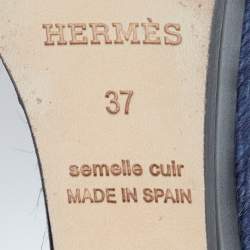 HERMÈS
37
semelle cuir
MADE IN SPAIN